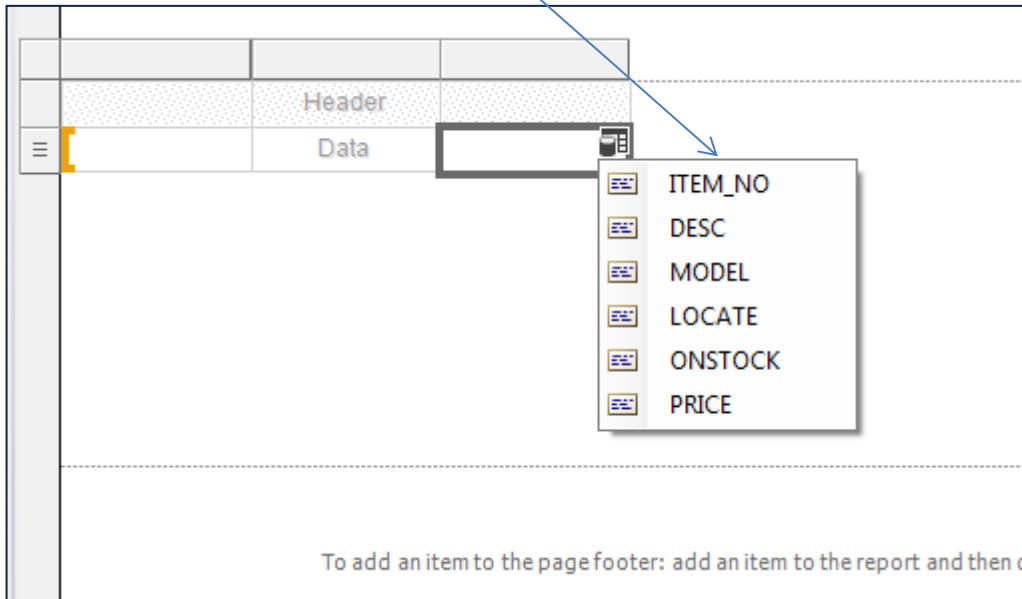 Header
Data
ITEM_NO
DESC
MODEL
LOCATE
ONSTOCK
PRICE
To add an item to the page footer: add an item to the report and then